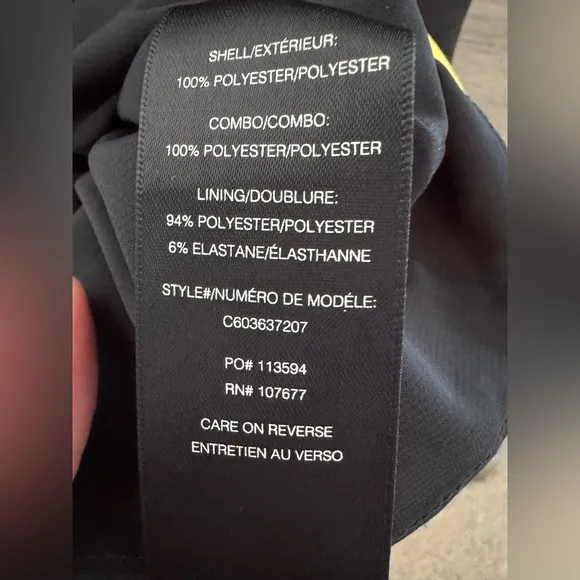 SHELL/EXTÉRIEUR:
100% POLYESTER/POLYESTER
COMBO/COMBO:
100% POLYESTER/POLYESTER
LINING/DOUBLURE:
94% POLYESTER/POLYESTER
6% ELASTANE/ÉLASTHANNE
STYLE#/NUMÉRO DE MODÉLE:
C603637207
PO# 113594
RN# 107677
CARE ON REVERSE
ENTRETIEN AU VERSO